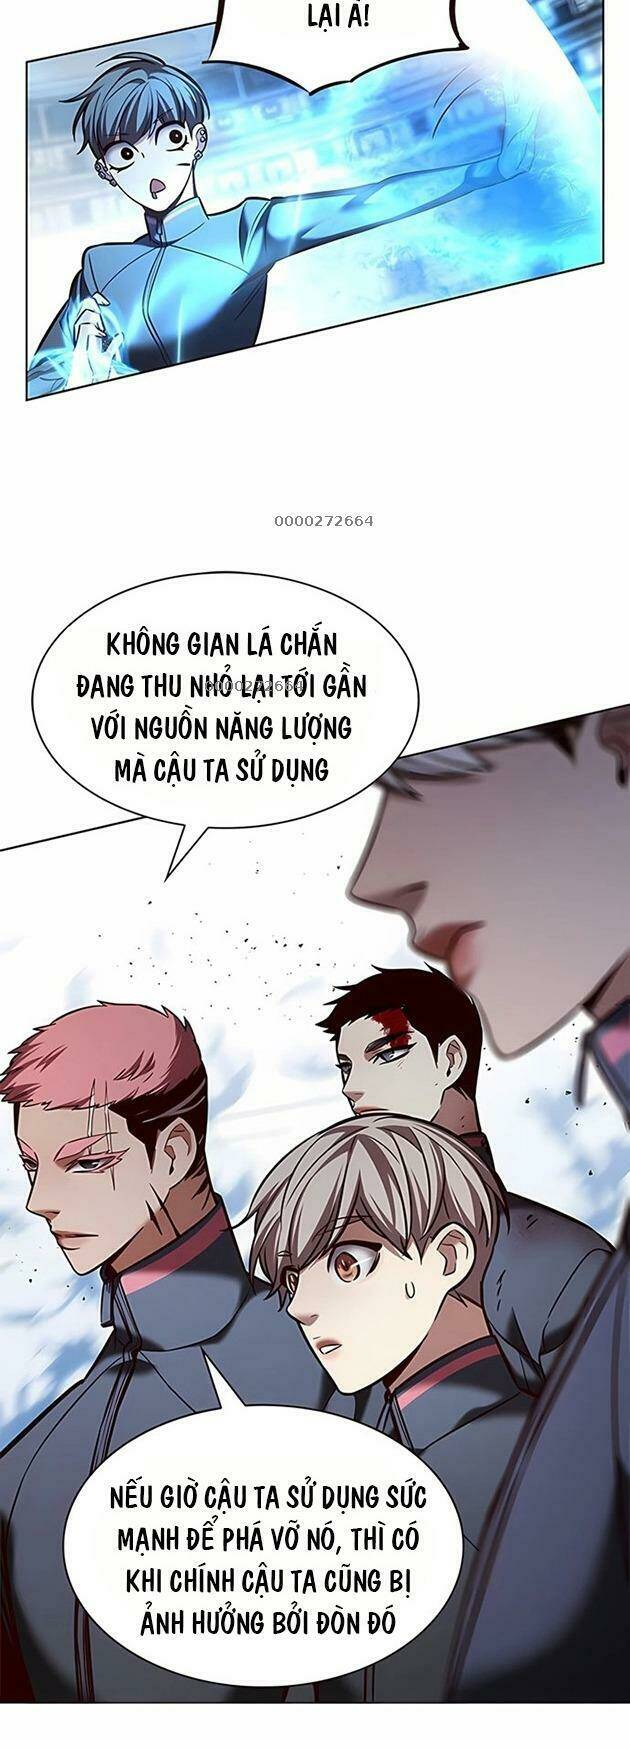 LẠI À!
0000272664
KHÔNG GIAN LÁ CHẮN
ĐANG THU NHỎ LẠI TỚI GẦN
0000272664
VỚI NGUỒN NĂNG LƯỢNG
MÀ CẬU TA SỬ DỤNG
NẾU GIỜ CẬU TA SỬ DỤNG SỨC
MẠNH ĐỂ PHÁ VỠ NÓ, THÌ CÓ
KHI CHÍNH CẬU TA CŨNG BỊ
ẢNH HƯỞNG BỞI ĐÒN ĐÓ